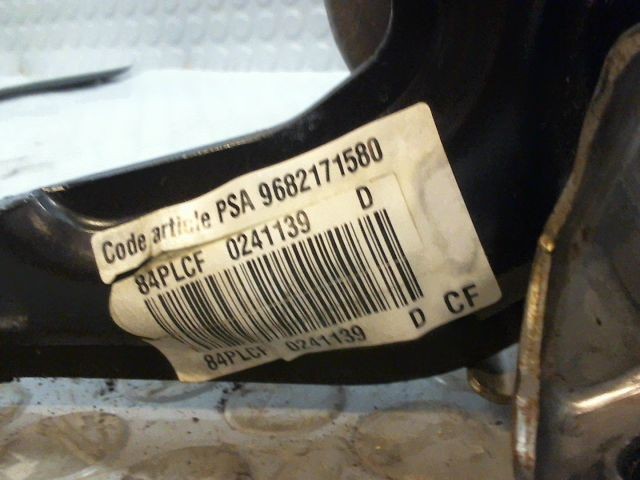 Code article PSA 9682171580
84PLCF 0241139 D
84PLCF 0241139 D CF